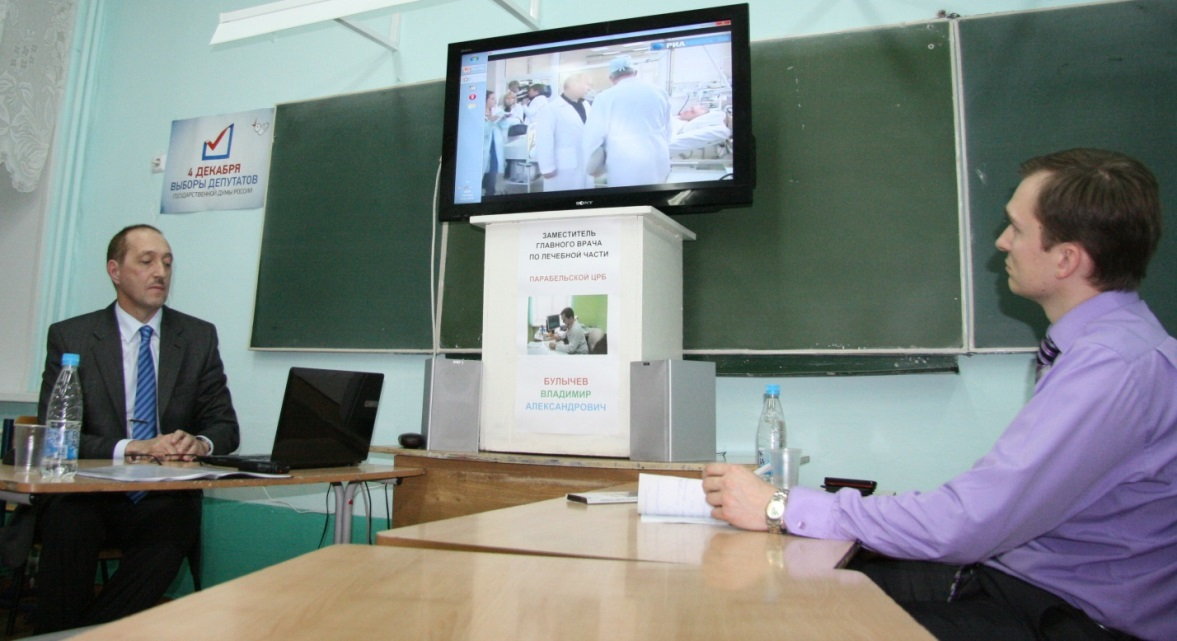 4 ДЕКАБРЯ
ВЫБОРЫ ДЕПУТАТОВ
ГОСУДАРСТВЕННОЙ ДУМЫ РОССИИ
РИА
SONY
ЗАМЕСТИТЕЛЬ
ГЛАВНОГО ВРАЧА
ПО ЛЕЧЕБНОЙ ЧАСТИ
ПАРАБЕЛЬСКОЙ ЦРБ
БУЛЫЧЕВ
ВЛАДИМИР
АЛЕКСАНДРОВИЧ